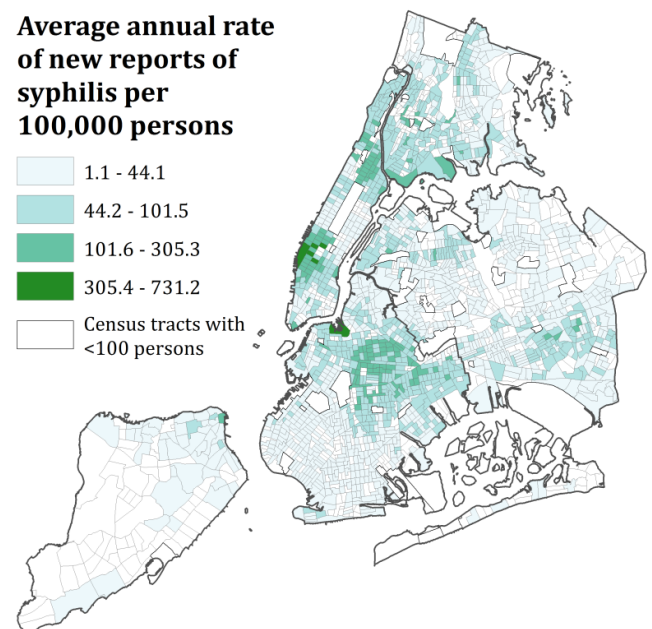 Average annual rate
of new reports of
syphilis per
100,000 persons
1.1 - 44.1
44.2 - 101.5
101.6 - 305.3
305.4 - 731.2
Census tracts with
<100 persons